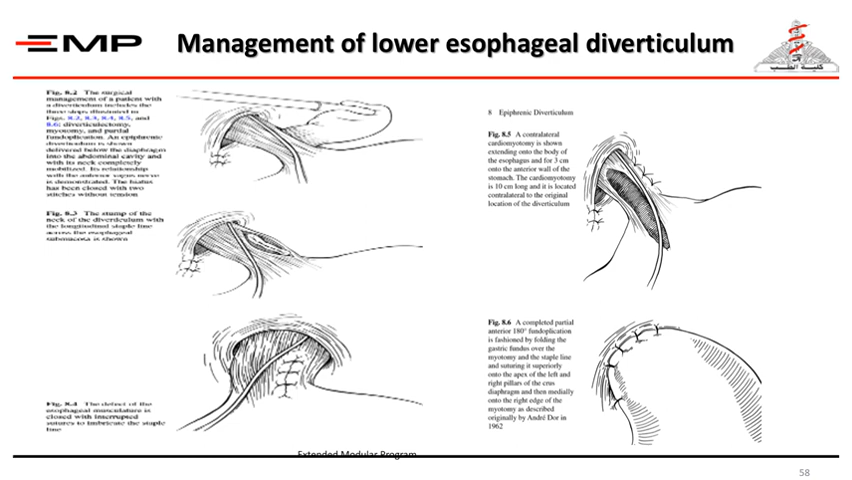 EMP
Management of lower esophageal diverticulum
كلية الطب
Fig. 8.2 The surgical
management of a patient with
a diverticulum includes the
three steps illustrated in
Figs. 8.2, 8.3, 8.4, 8.5, and
8.6: diverticulectomy,
myotomy, and partial
fundoplication. An epiphrenic
diverticulum is shown
delivered below the diaphragm
into the abdominal cavity and
with its neck completely
mobilized. Its relationship
with the anterior vagus nerve
is demonstrated. The hiatus
has been closed with two
stitches without tension
Fig. 8.3 The stump of the
neck of the diverticulum with
the longitudinal staple line
across the esophageal
submucosa is shown
Fig. 8.4 The defect of the
esophageal musculature is
closed with interrupted
sutures to imbricate the staple
line
8 Epiphrenic Diverticulum
Fig. 8.5 A contralateral
cardiomyotomy is shown
extending onto the body of
the esophagus and for 3 cm
onto the anterior wall of the
stomach. The cardiomyotomy
is 10 cm long and it is located
contralateral to the original
location of the diverticulum
Fig. 8.6 A completed partial
anterior 180° fundoplication
is fashioned by folding the
gastric fundus over the
myotomy and the staple line
and suturing it superiorly
onto the apex of the left and
right pillars of the crus
diaphragm and then medially
onto the right edge of the
myotomy as described
originally by André Dor in
1962
Extended Modular Program
58